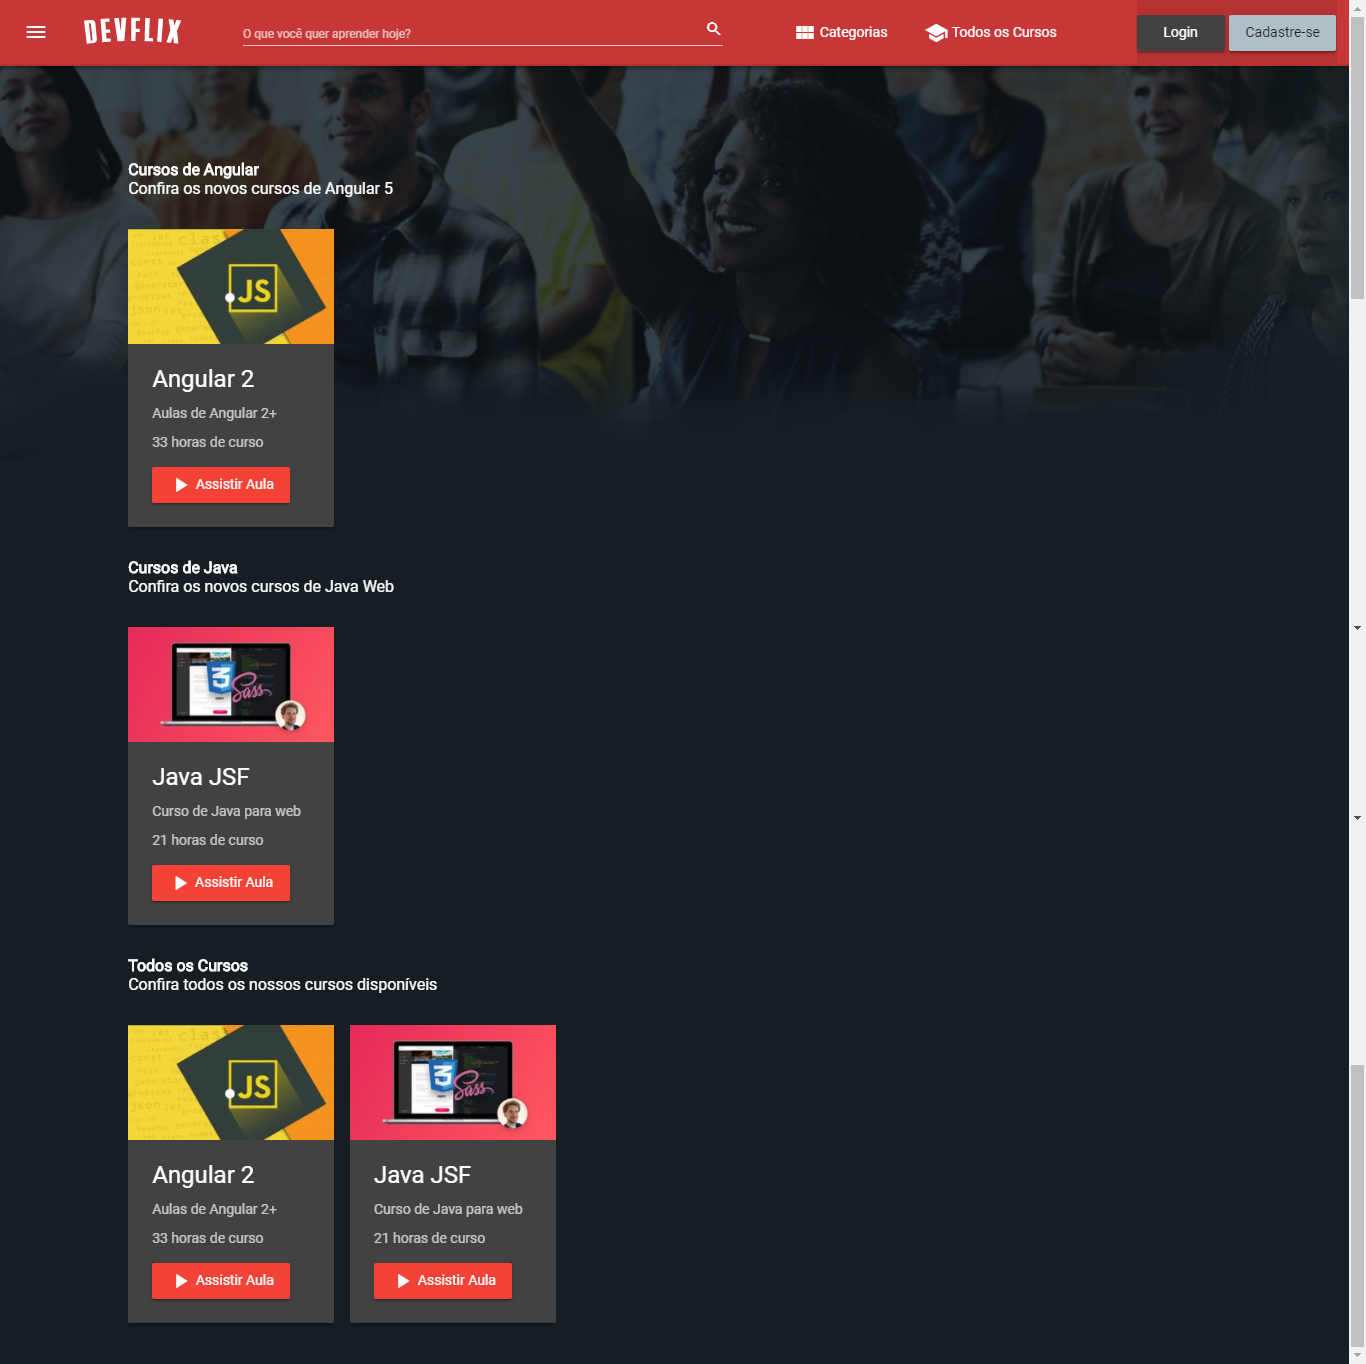 DEVFLIX
O que você quer aprender hoje?
Categorias
Todos os Cursos
Login
Cadastre-se
Cursos de Angular
Confira os novos cursos de Angular 5
JS
Angular 2
Aulas de Angular 2+
33 horas de curso
Assistir Aula
Cursos de Java
Confira os novos cursos de Java Web
3
Sass
Java JSF
Curso de Java para web
21 horas de curso
Assistir Aula
Todos os Cursos
Confira todos os nossos cursos disponíveis
JS
Angular 2
Aulas de Angular 2+
33 horas de curso
Assistir Aula
3
Sass
Java JSF
Curso de Java para web
21 horas de curso
Assistir Aula